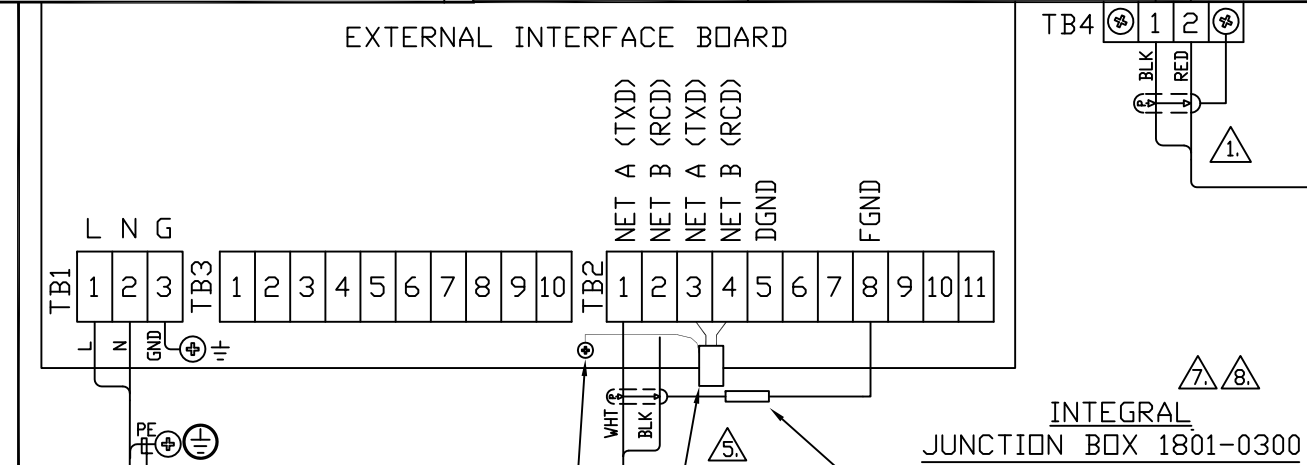 EXTERNAL INTERFACE BOARD
TB4 1 2
BLK
RED
1.
NET A (TXD)
NET B (RCD)
NET A (TXD)
NET B (RCD)
DGND
FGND
L N G
TB1 1 2 3
TB3 1 2 3 4 5 6 7 8 9 10
TB2 1 2 3 4 5 6 7 8 9 10 11
L
N
GND
P
P
WHT
BLK
PE
5.
7. 8.
INTEGRAL
JUNCTION BOX 1801-0300